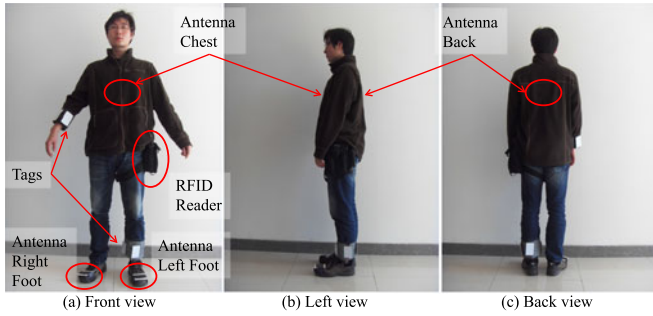 Antenna
Chest
Antenna
Back
Tags
RFID
Reader
Antenna
Right
Foot
Antenna
Left Foot
(a) Front view
(b) Left view
(c) Back view